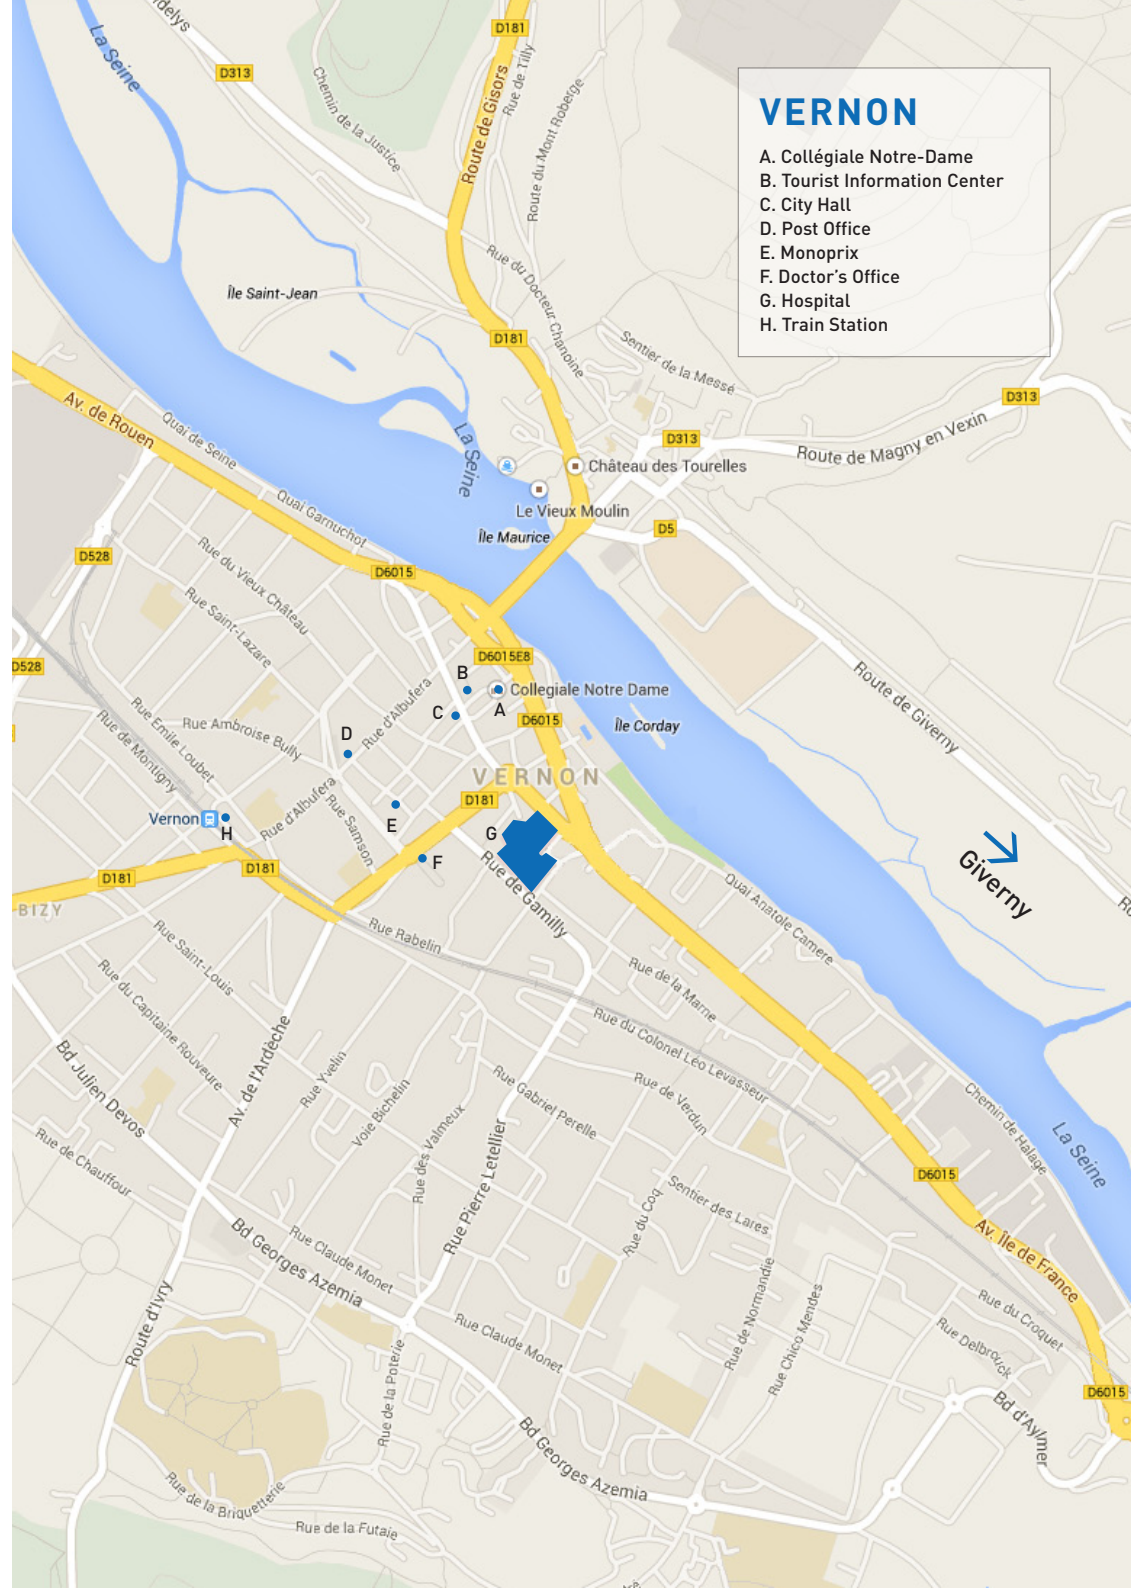 delys
La Seine
D313
D181
Route de Gisors
Rue de Tilly
Chemin de la Justice
Route du Mont Roberge
VERNON
A. Collégiale Notre-Dame
B. Tourist Information Center
C. City Hall
D. Post Office
E. Monoprix
F. Doctor's Office
G. Hospital
H. Train Station
Rue du Docteur Chanoine
Île Saint-Jean
D181
Sentier de la Messé
D313
Av. de Rouen
Quai de Seine
La Seine
D313
Route de Magny en Vexin
Château des Tourelles
Le Vieux Moulin
Île Maurice
D5
Quai Garnuchot
D528
Rue du Vieux Château
D6015
Rue Saint-Lazare
D528
D6015E8
B
Collegiale Notre Dame
A
C
D6015
Île Corday
Route de Giverny
Rue d'Albufera
Rue Emile Loubet
Rue Ambroise Bully
Rue de Montigny
D
VERNON
D181
E
Rue d'Albufera
Rue Samson
Vernon
H
G
F
Giverny
Ro
D181
D181
BIZY
Rue de Gamilly
Quai Anatole Camere
Rue Rabelin
Rue Saint-Louis
Rue du Capitaine Rouveure
Rue de la Marne
Rue du Colonel Léo Levasseur
Bd Julien Devos
Av. de l'Ardèche
Rue Yvelin
Voie Bichelin
Rue des Valmeux
Rue Gabriel Perelle
Rue de Verdun
Chemin de Halage
La Seine
Rue de Chauffour
Rue Pierre Letellier
D6015
Sentier des Lares
Rue du Coq
Av. Île de France
Bd Georges Azemia
Rue Claude Monet
Route d'Ivry
Rue Claude Monet
Rue de la Poterie
Rue de Normandie
Rue Chico Mendes
Rue du Croquet
Rue Delbrouck
D6015
Bd d'Aylmer
Bd Georges Azemia
Rue de la Briquetterie
Rue de la Futaie